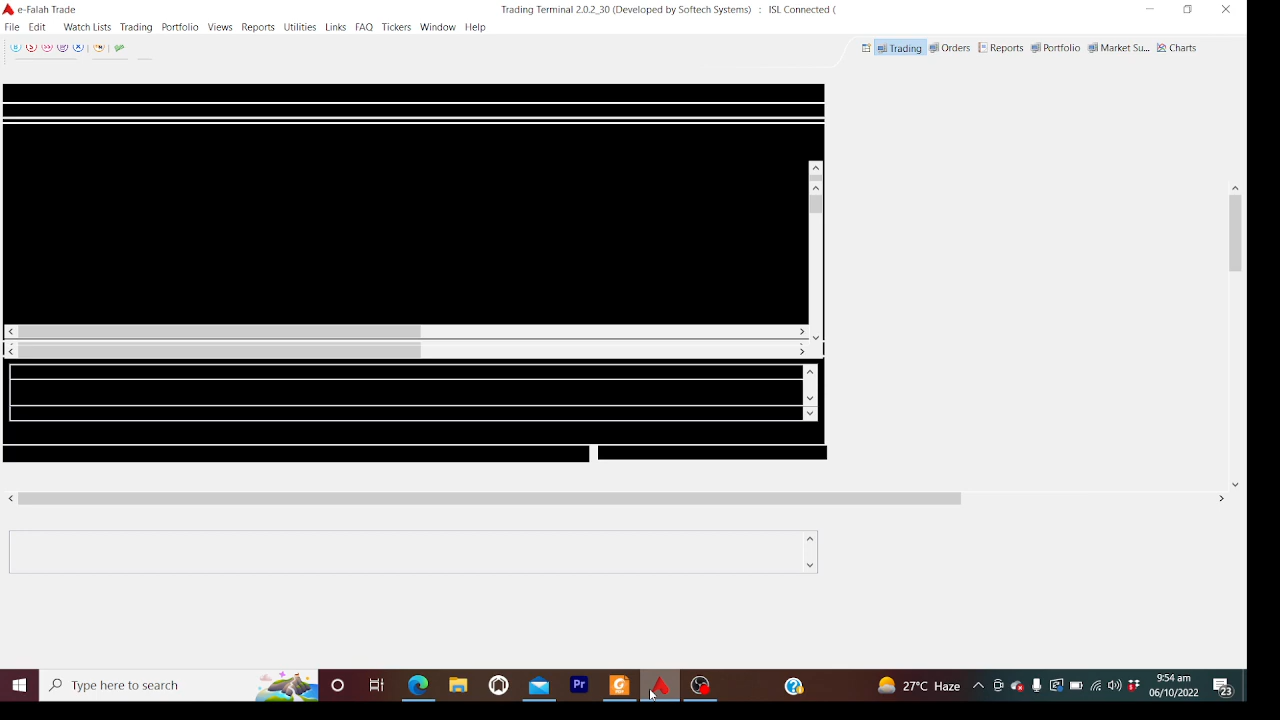 e-Falah Trade
Trading Terminal 2.0.2_30 (Developed by Softech Systems) : ISL Connected (
File Edit Watch Lists Trading Portfolio Views Reports Utilities Links FAQ Tickers Window Help
Trading Orders Reports Portfolio Market Su... Charts
Type here to search
Pr
27°C Haze
9:54 am
06/10/2022
23